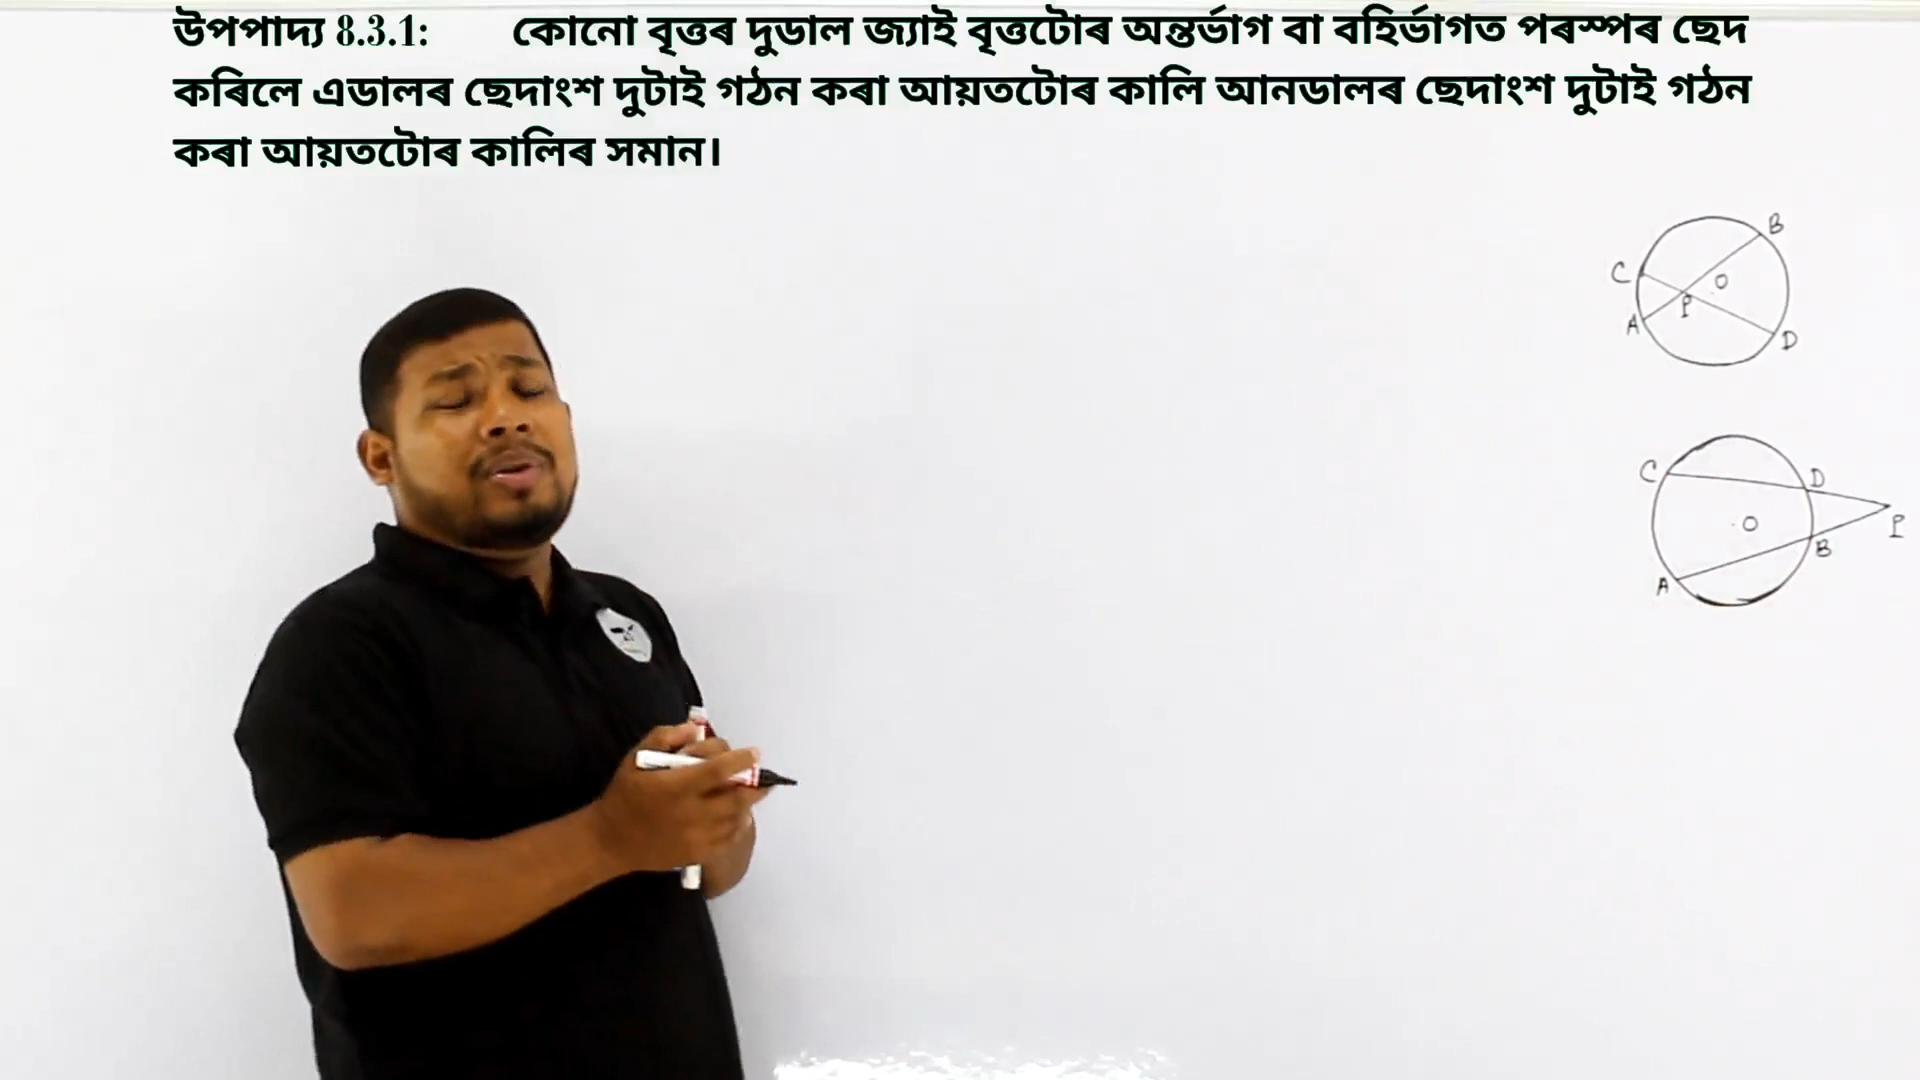 উপপাদ্য 8.3.1: কোনো বৃত্তৰ দুডাল জ্যাই বৃত্তটোৰ অন্তৰ্ভাগ বা বহিৰ্ভাগত পৰস্পৰ ছেদ
কৰিলে এডালৰ ছেদাংশ দুটাই গঠন কৰা আয়তটোৰ কালি আনডালৰ ছেদাংশ দুটাই গঠন
কৰা আয়তটোৰ কালিৰ সমান।
B
C
O
P
A
D
C
D
P
O
B
A